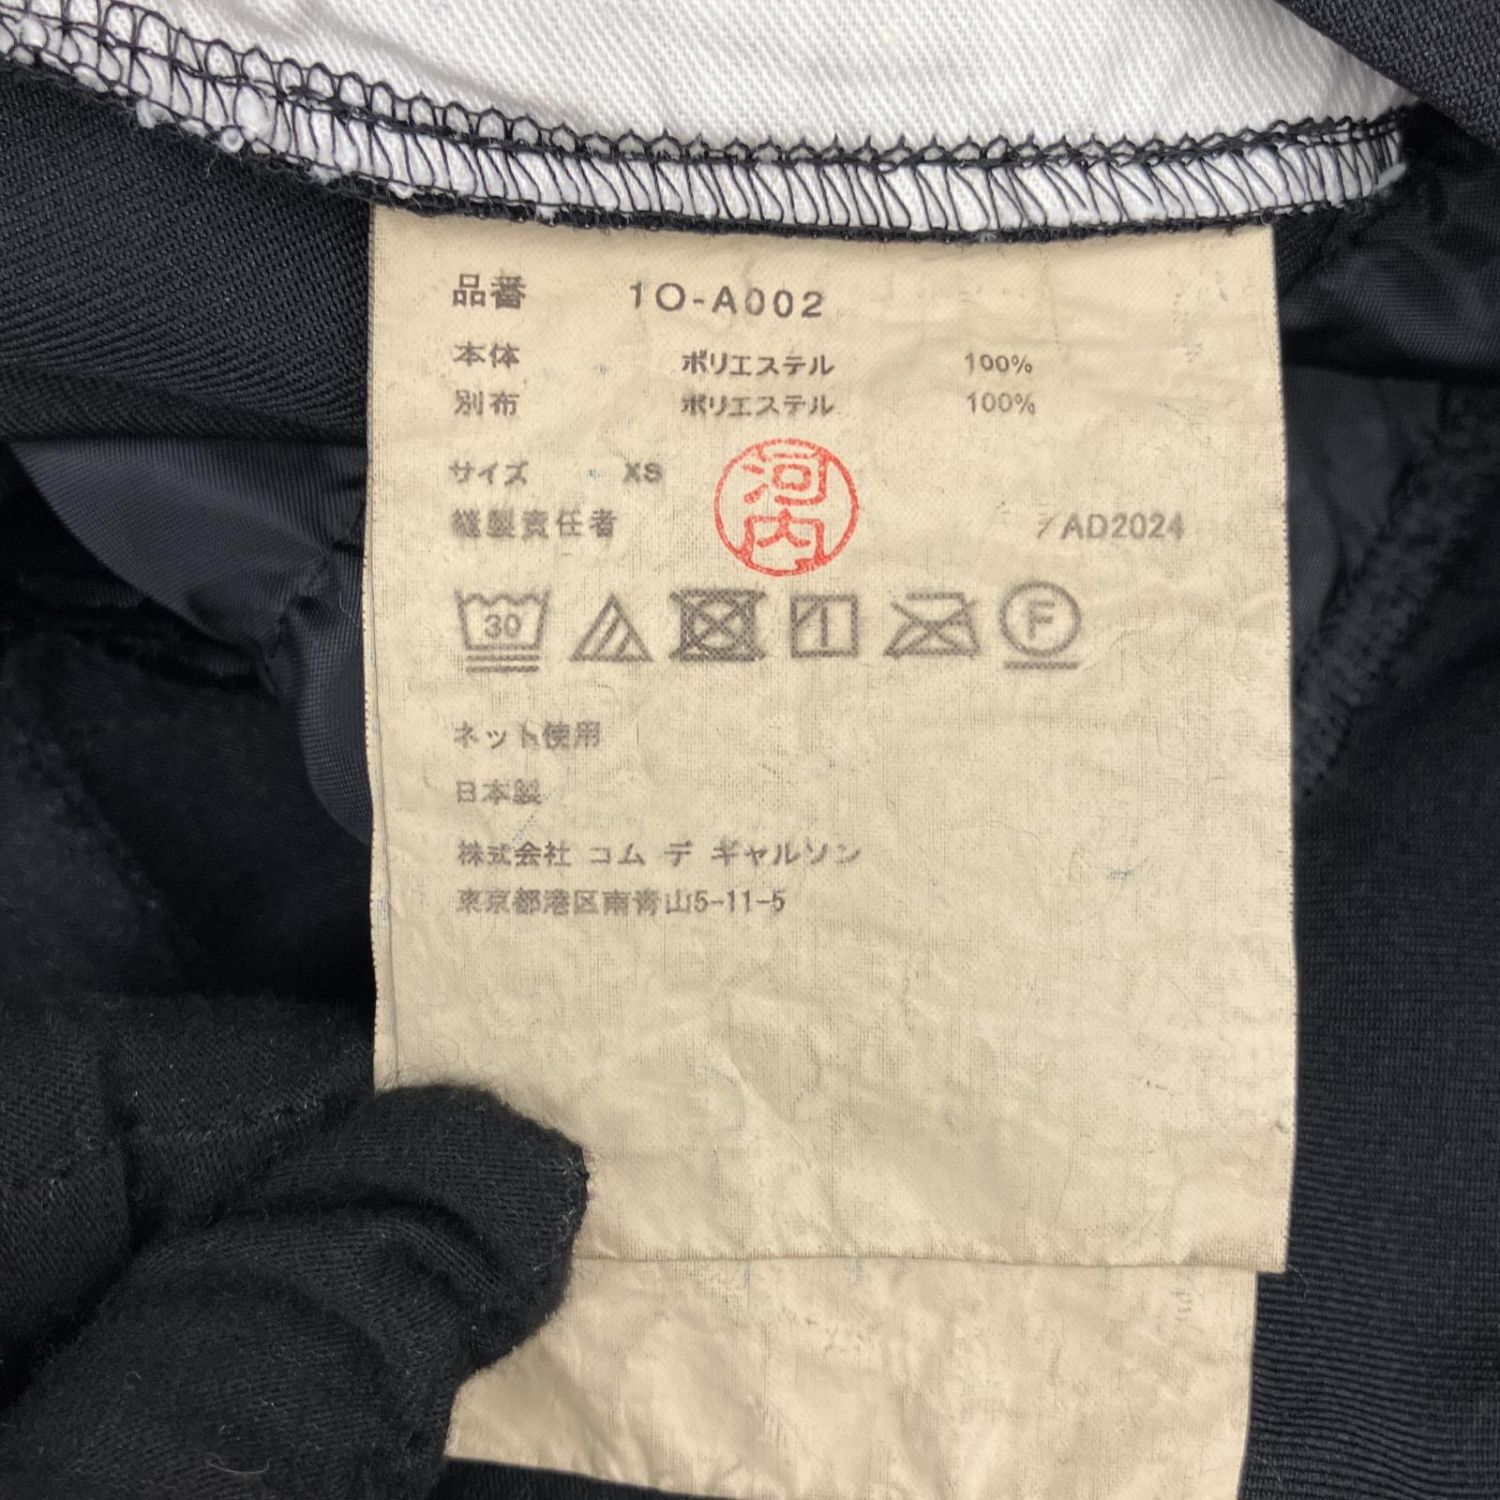 品番 10-A002
本体 ポリエステル 100%
別布 ポリエステル 100%
サイズ XS
縫製責任者 河内 AD2024
30 F
ネット使用
日本製
株式会社 コム デ ギャルソン
東京都港区南青山5-11-5